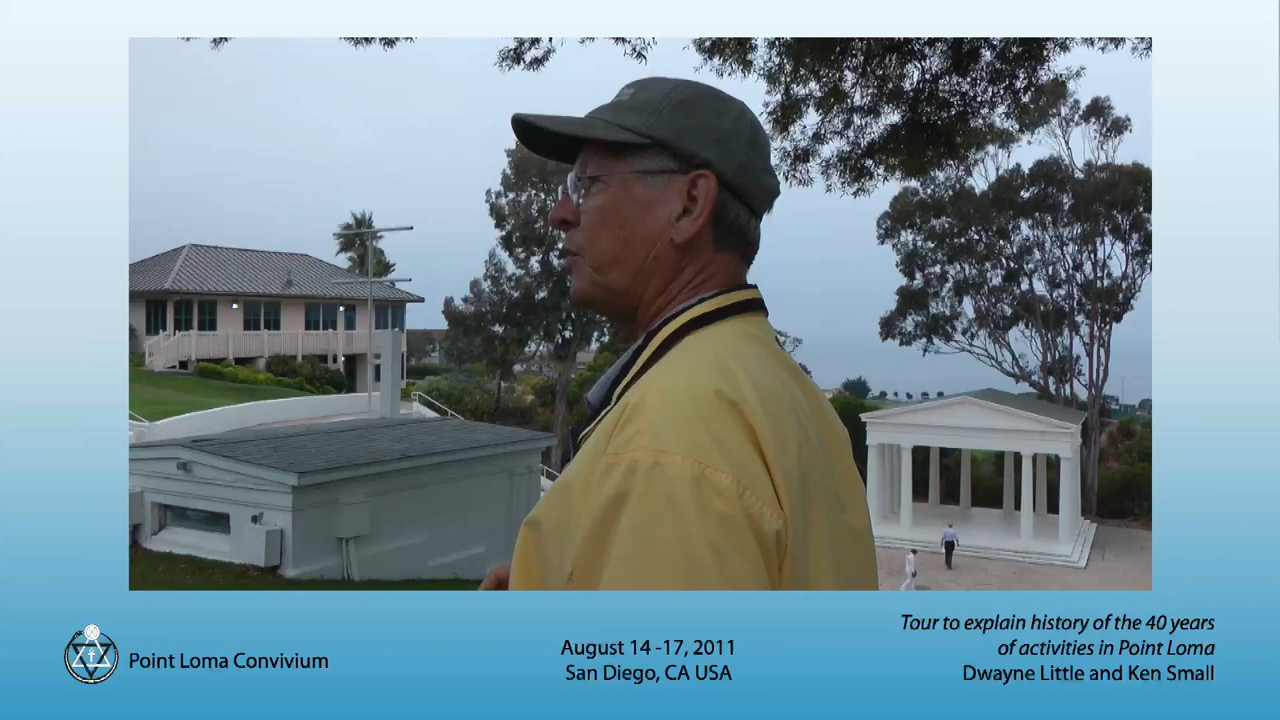 Point Loma Convivium
August 14 -17, 2011
San Diego, CA USA
Tour to explain history of the 40 years
of activities in Point Loma
Dwayne Little and Ken Small